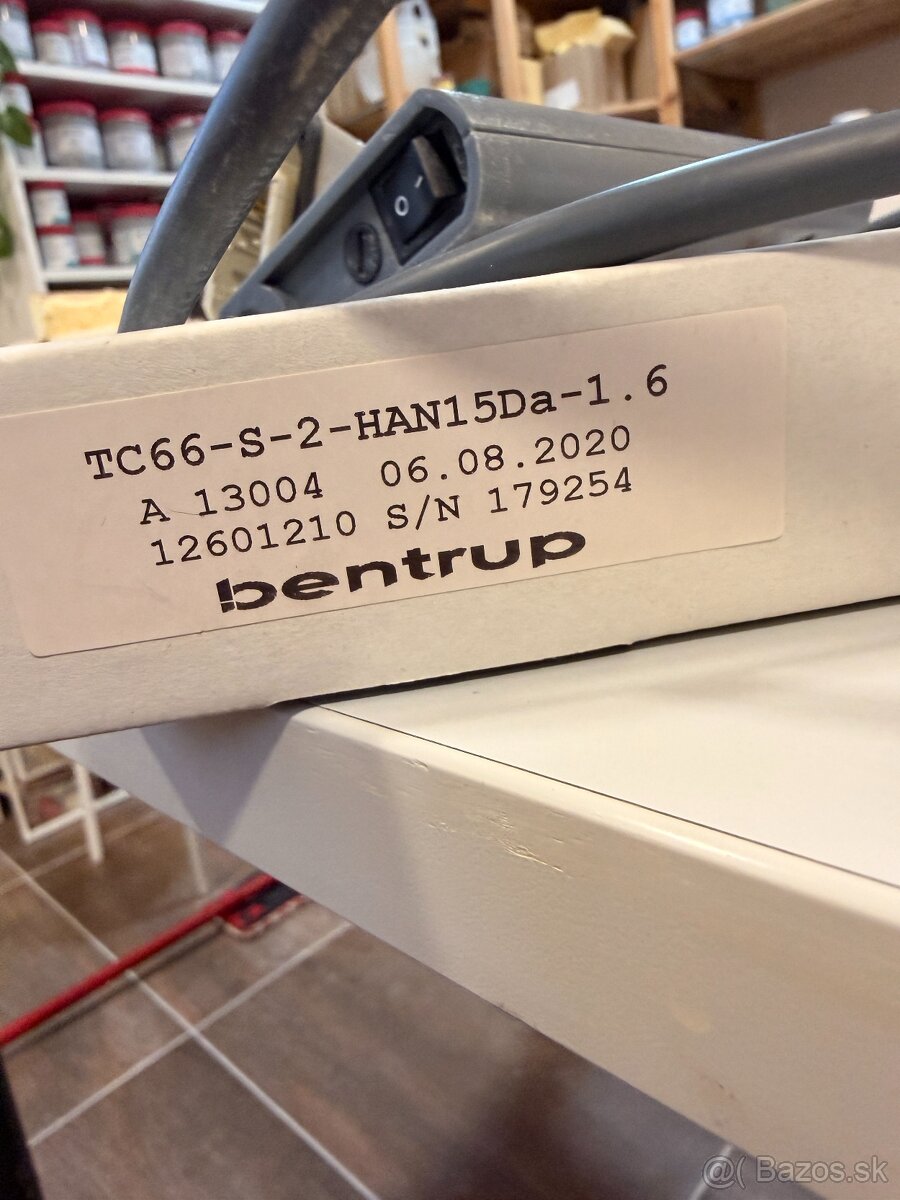 TC66-S-2-HAN15Da-1.6
A 13004 06.08.2020
12601210 S/N 179254
bentrup
@( Bazos.sk